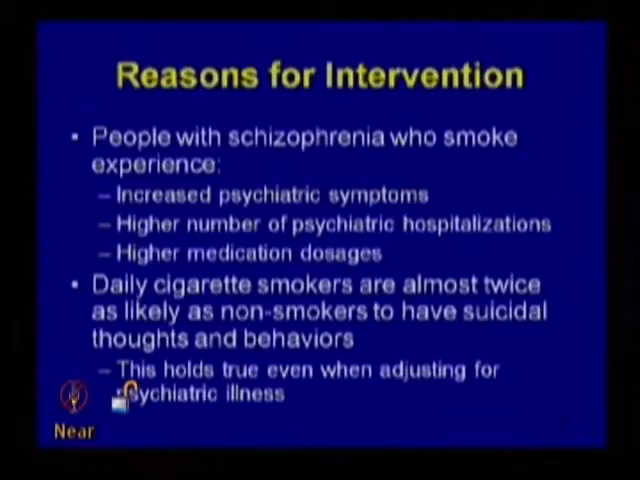 Reasons for Intervention
• People with schizophrenia who smoke
experience:
– Increased psychiatric symptoms
– Higher number of psychiatric hospitalizations
– Higher medication dosages
• Daily cigarette smokers are almost twice
as likely as non-smokers to have suicidal
thoughts and behaviors
– This holds true even when adjusting for
psychiatric illness
Near